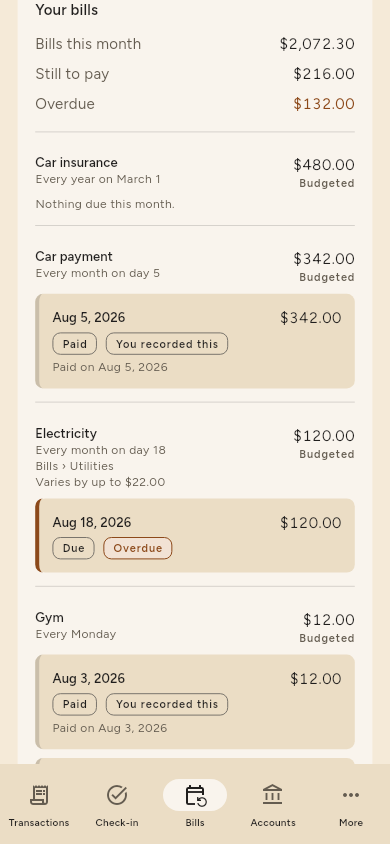 Your bills
Bills this month $2,072.30
Still to pay $216.00
Overdue $132.00
Car insurance $480.00
Every year on March 1 Budgeted
Nothing due this month.
Car payment $342.00
Every month on day 5 Budgeted
Aug 5, 2026 $342.00
Paid You recorded this
Paid on Aug 5, 2026
Electricity $120.00
Every month on day 18 Budgeted
Bills › Utilities
Varies by up to $22.00
Aug 18, 2026 $120.00
Due Overdue
Gym $12.00
Every Monday Budgeted
Aug 3, 2026 $12.00
Paid You recorded this
Paid on Aug 3, 2026
Transactions Check-in Bills Accounts More